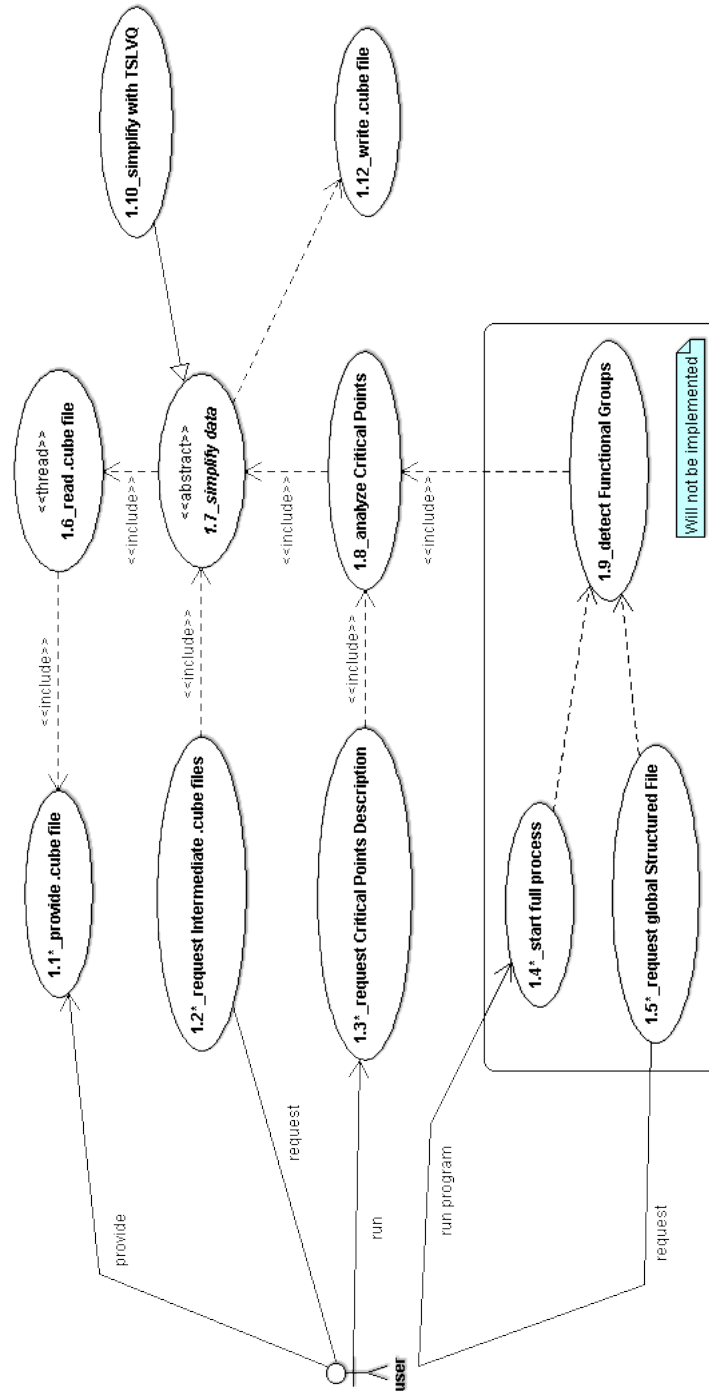 1.10_simplify with TSLVQ
1.12_write .cube file
<<thread>>
1.6_read .cube file
<<include>>
<<abstract>>
1.7_simplify data
<<include>>
1.8_analyze Critical Points
<<include>>
1.9_detect Functional Groups
Will not be implemented
<<include>>
<<include>>
<<include>>
1.1*_provide .cube file
1.2*_request Intermediate .cube files
1.3*_request Critical Points Description
1.4*_start full process
1.5*_request global Structured File
provide
request
run
run program
request
user